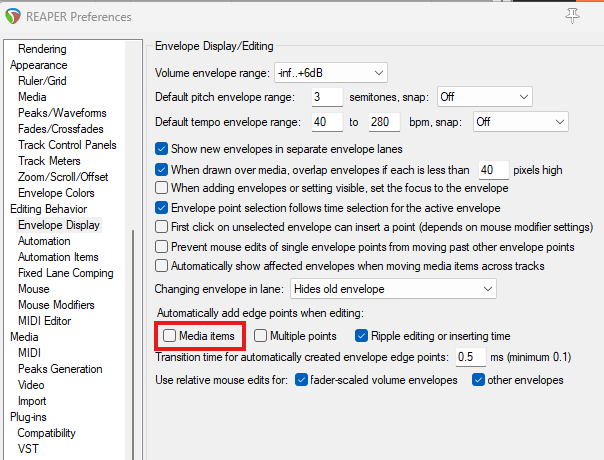 REAPER Preferences
Rendering
Appearance
Ruler/Grid
Media
Peaks/Waveforms
Fades/Crossfades
Track Control Panels
Track Meters
Zoom/Scroll/Offset
Envelope Colors
Editing Behavior
Envelope Display
Automation
Automation Items
Fixed Lane Comping
Mouse
Mouse Modifiers
MIDI Editor
Media
MIDI
Peaks Generation
Video
Import
Plug-ins
Compatibility
VST
Envelope Display/Editing
Volume envelope range: -inf..+6dB
Default pitch envelope range: 3 semitones, snap: Off
Default tempo envelope range: 40 to 280 bpm, snap: Off
Show new envelopes in separate envelope lanes
When drawn over media, overlap envelopes if each is less than 40 pixels high
When adding envelopes or setting visible, set the focus to the envelope
Envelope point selection follows time selection for the active envelope
First click on unselected envelope can insert a point (depends on mouse modifier settings)
Prevent mouse edits of single envelope points from moving past other envelope points
Automatically show affected envelopes when moving media items across tracks
Changing envelope in lane: Hides old envelope
Automatically add edge points when editing:
Media items Multiple points Ripple editing or inserting time
Transition time for automatically created envelope edge points: 0.5 ms (minimum 0.1)
Use relative mouse edits for: fader-scaled volume envelopes other envelopes